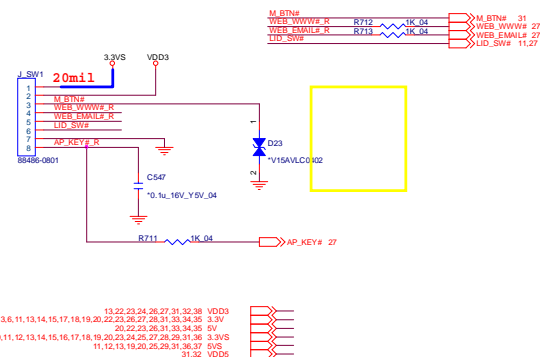 M_BTN#
M_BTN# 31
WEB_WWW#_R R712 1K_04 WEB_WWW# 27
WEB_EMAIL#_R R713 1K_04 WEB_EMAIL# 27
LID_SW# LID_SW# 11,27
3.3VS VDD3
J_SW1
20mil
1
2
3 M_BTN#
4 WEB_WWW#_R
5 WEB_EMAIL#_R
6 LID_SW#
7
8 AP_KEY#_R
88486-0801
1
D23
*V15AVLC0402
2
C547
*0.1u_16V_Y5V_04
R711 1K_04
AP_KEY# 27
13,22,23,24,26,27,31,32,38 VDD3
3,6,11,13,14,15,17,18,19,20,22,23,26,27,28,31,33,34,35 3.3V
20,22,23,26,31,33,34,35 5V
,11,12,13,14,15,16,17,18,19,20,23,24,25,27,28,29,31,36 3.3VS
11,12,13,19,20,25,29,31,36,37 5VS
31,32 VDD5